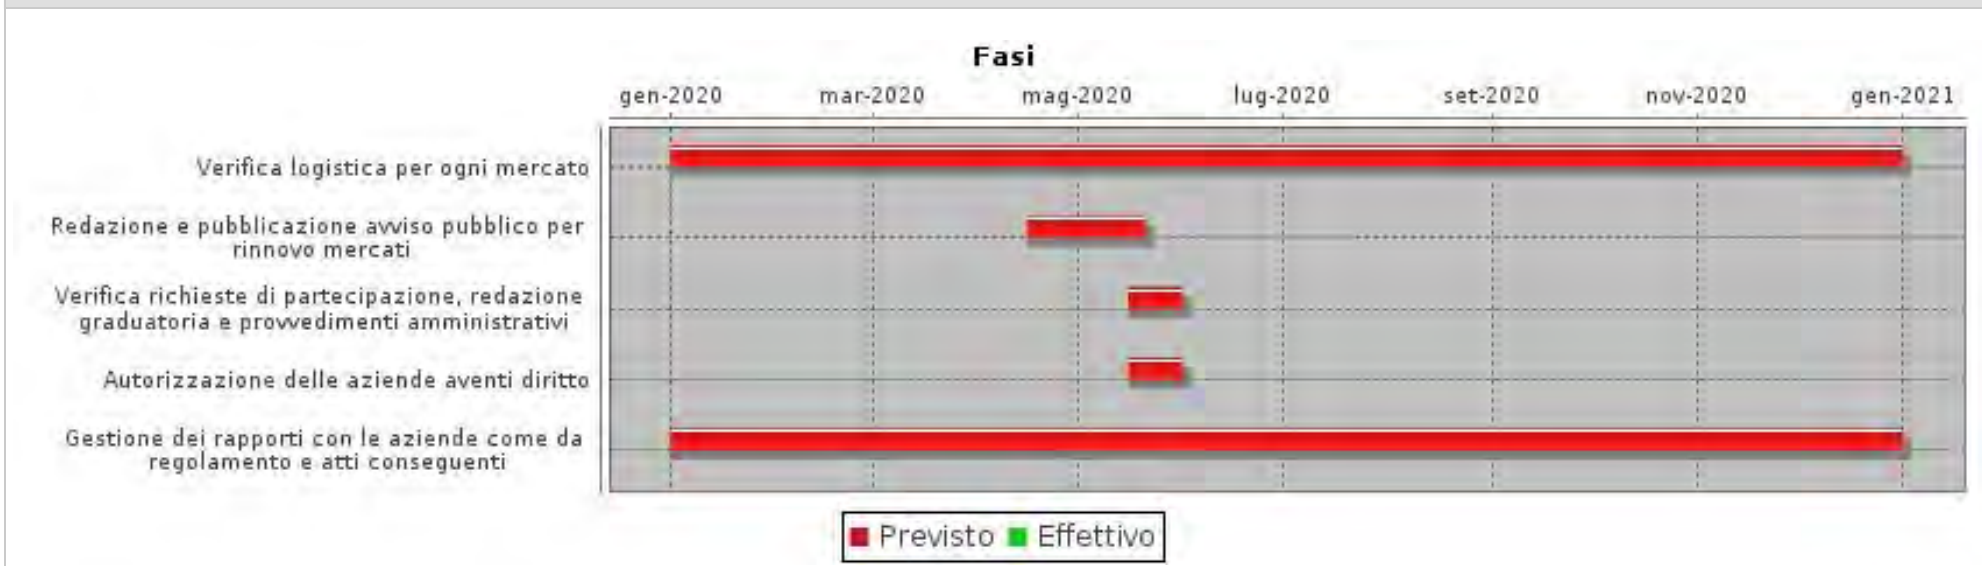 Fasi
gen-2020 mar-2020 mag-2020 lug-2020 set-2020 nov-2020 gen-2021
Verifica logistica per ogni mercato
Redazione e pubblicazione avviso pubblico per
rinnovo mercati
Verifica richieste di partecipazione, redazione
graduatoria e provvedimenti amministrativi
Autorizzazione delle aziende aventi diritto
Gestione dei rapporti con le aziende come da
regolamento e atti conseguenti
Previsto Effettivo